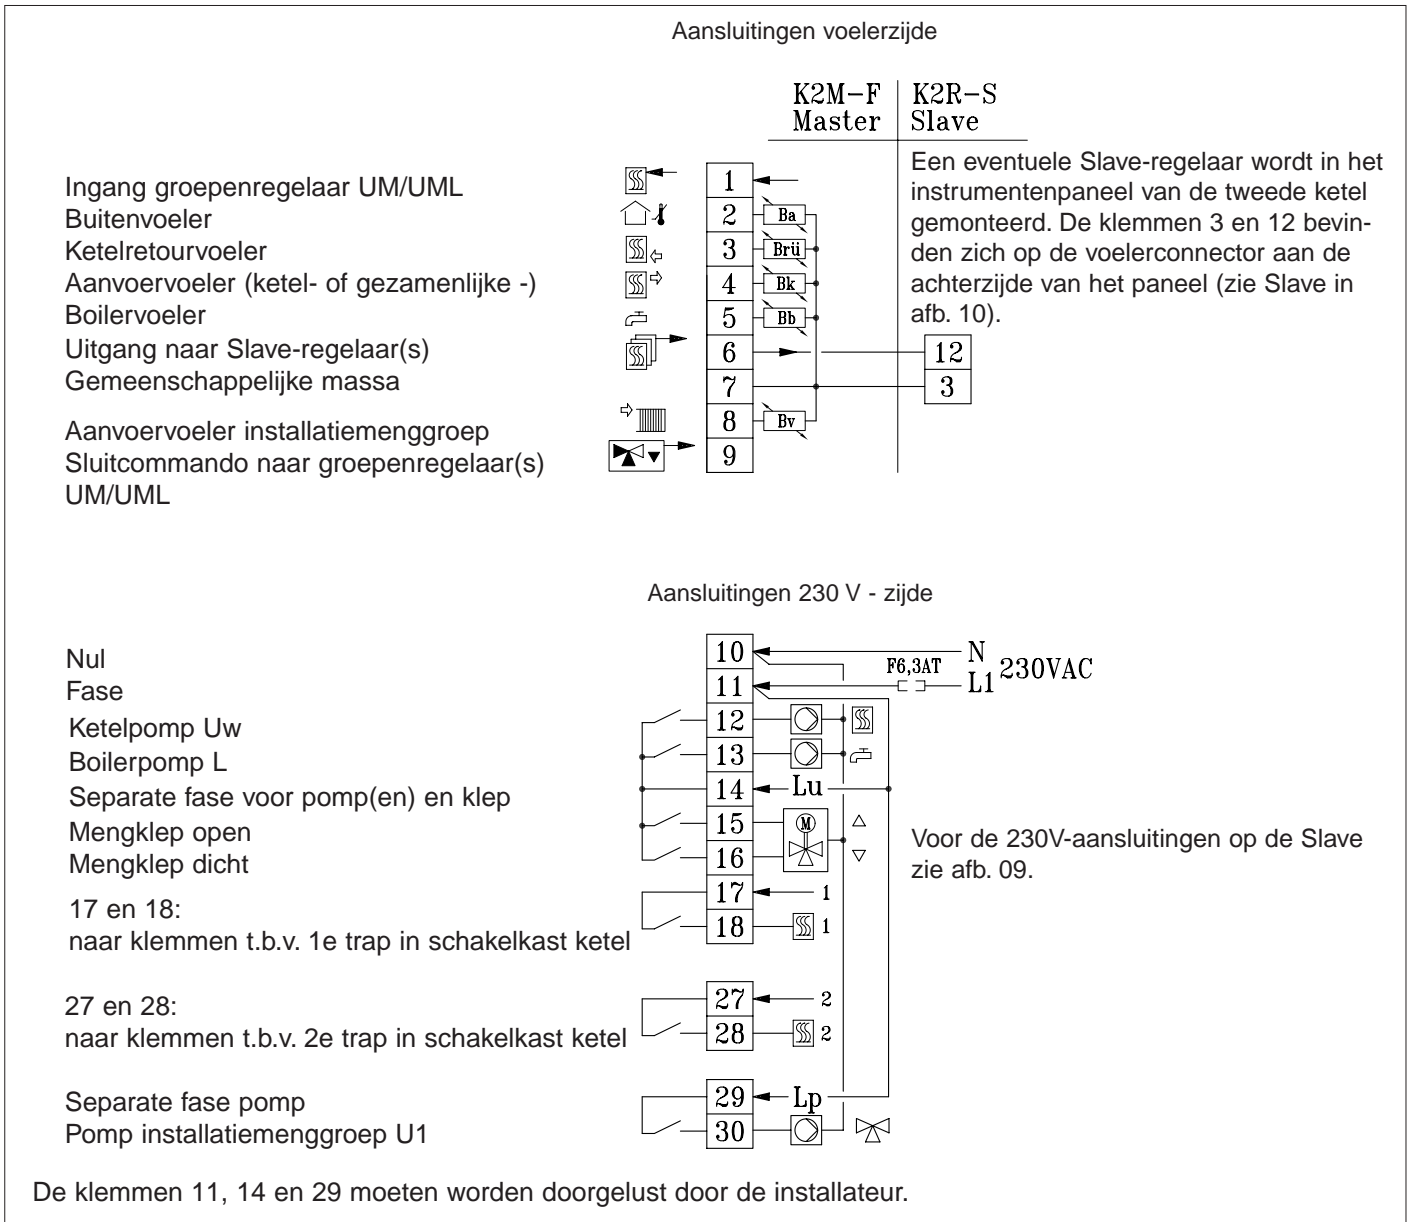 Aansluitingen voelerzijde
K2M-F K2R-S
Master Slave
Ingang groepenregelaar UM/UML
Buitenvoeler
Ketelretourvoeler
Aanvoervoeler (ketel- of gezamenlijke -)
Boilervoeler
Uitgang naar Slave-regelaar(s)
Gemeenschappelijke massa
Aanvoervoeler installatiemenggroep
Sluitcommando naar groepenregelaar(s)
UM/UML
1
2 Ba
3 Brü
4 Bk
5 Bb
6 12
7 3
8 Bv
9
Een eventuele Slave-regelaar wordt in het
instrumentenpaneel van de tweede ketel
gemonteerd. De klemmen 3 en 12 bevin-
den zich op de voelerconnector aan de
achterzijde van het paneel (zie Slave in
afb. 10).
Aansluitingen 230 V - zijde
Nul
Fase
Ketelpomp Uw
Boilerpomp L
Separate fase voor pomp(en) en klep
Mengklep open
Mengklep dicht
17 en 18:
naar klemmen t.b.v. 1e trap in schakelkast ketel
27 en 28:
naar klemmen t.b.v. 2e trap in schakelkast ketel
Separate fase pomp
Pomp installatiemenggroep U1
10 N
F6,3AT 230VAC
11 L1
12
13
14 Lu
15 M
16
17 1
18 1
27 2
28 2
29 Lp
30
Voor de 230V-aansluitingen op de Slave
zie afb. 09.
De klemmen 11, 14 en 29 moeten worden doorgelust door de installateur.